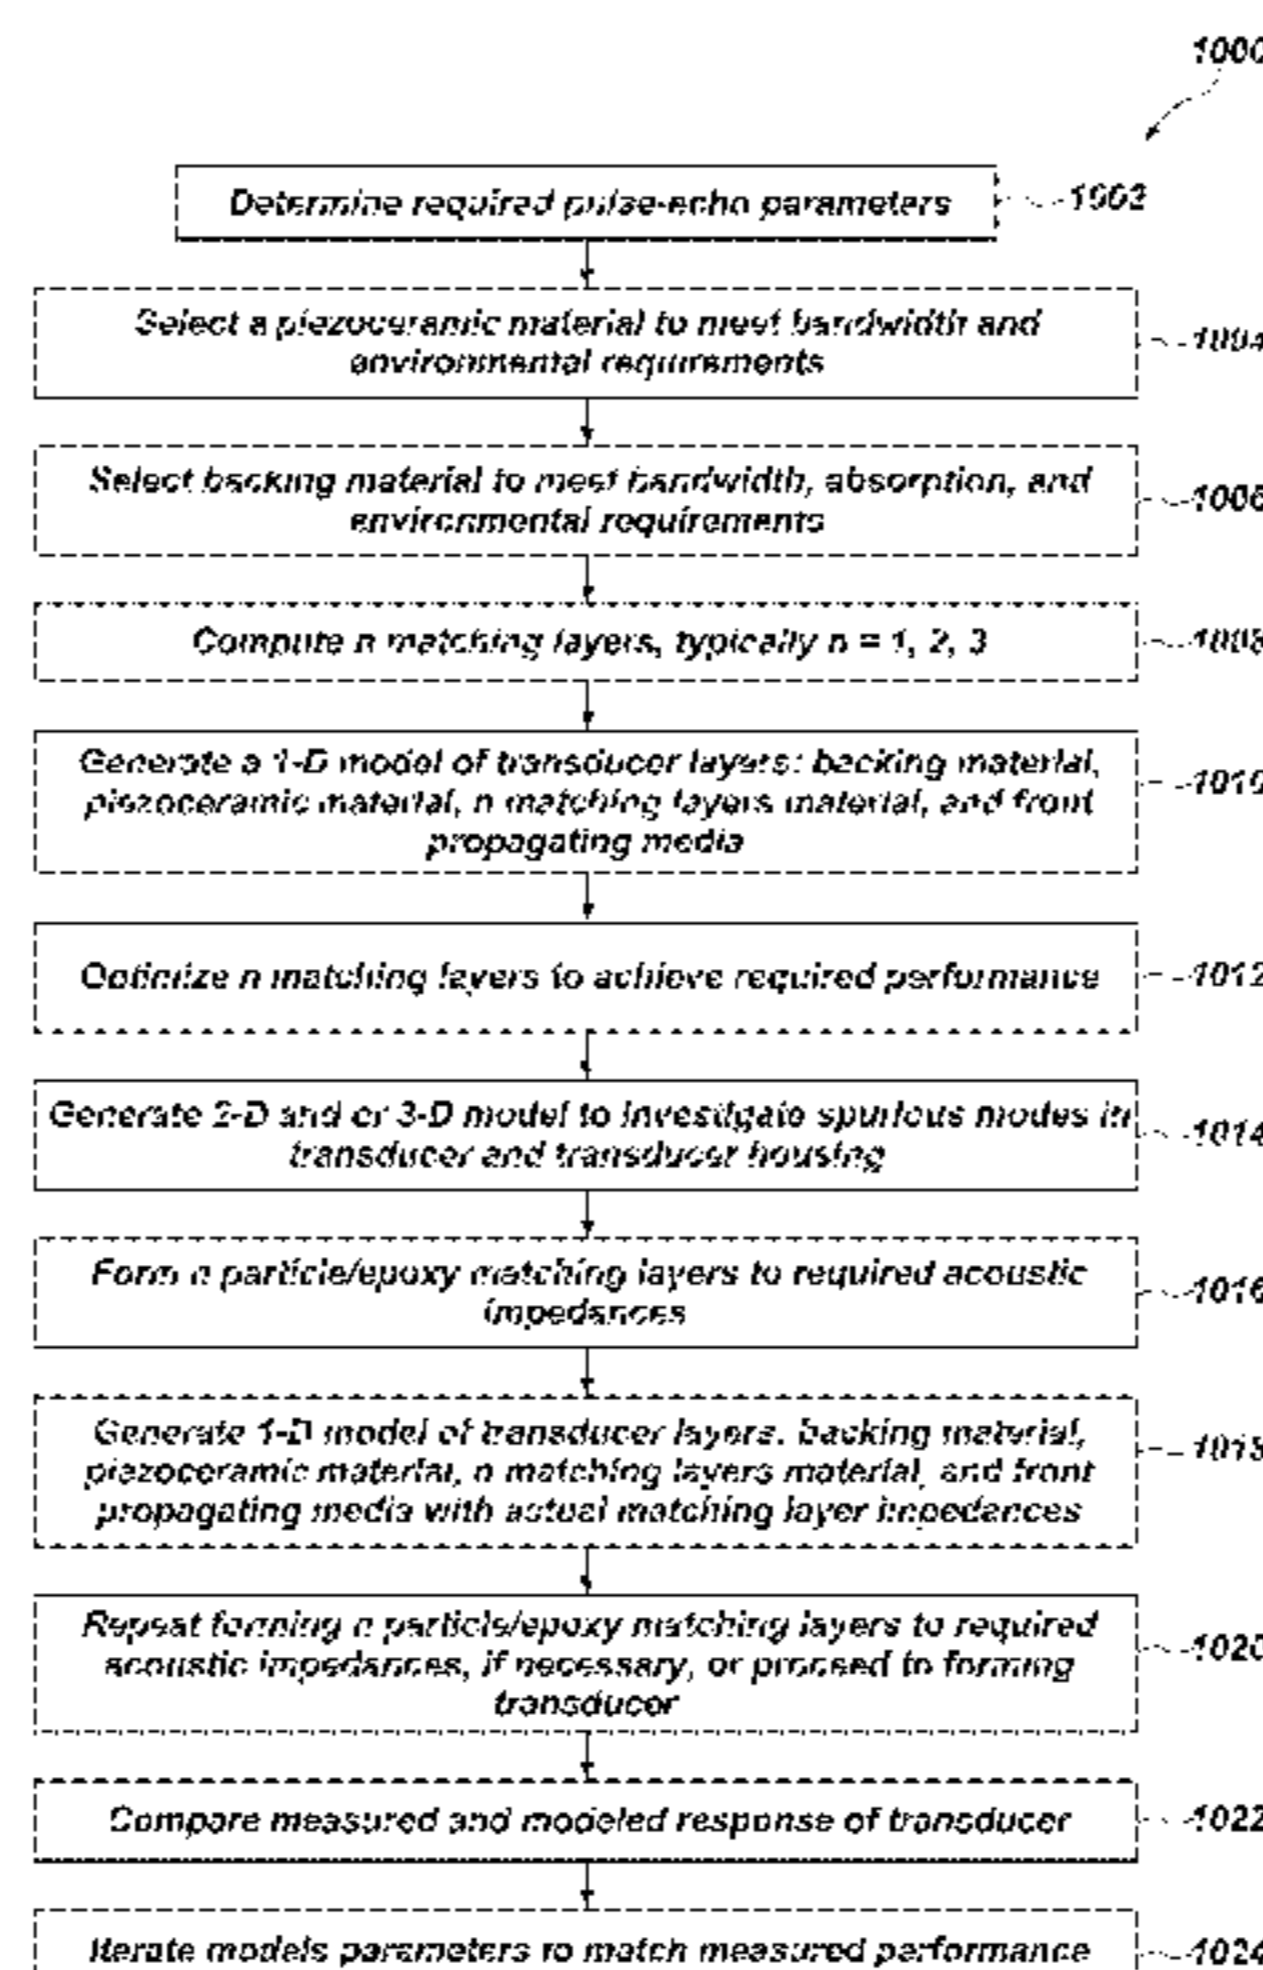 1000
Determine required pulse-echo parameters
1002
Select a piezoceramic material to meet bandwidth and
environmental requirements
1004
Select backing material to meet bandwidth, absorption, and
environmental requirements
1006
Compute n matching layers, typically n = 1, 2, 3
1008
Generate a 1-D model of transducer layers: backing material,
piezoceramic material, n matching layers material, and front
propagating media
1010
Optimize n matching layers to achieve required performance
1012
Generate 2-D and or 3-D model to investigate spurious modes in
transducer and transducer housing
1014
Form n particle/epoxy matching layers to required acoustic
impedances
1016
Generate 1-D model of transducer layers: backing material,
piezoceramic material, n matching layers material, and front
propagating media with actual matching layer impedances
1018
Repeat forming n particle/epoxy matching layers to required
acoustic impedances, if necessary, or proceed to forming
transducer
1020
Compare measured and modeled response of transducer
1022
Iterate models parameters to match measured performance
1024